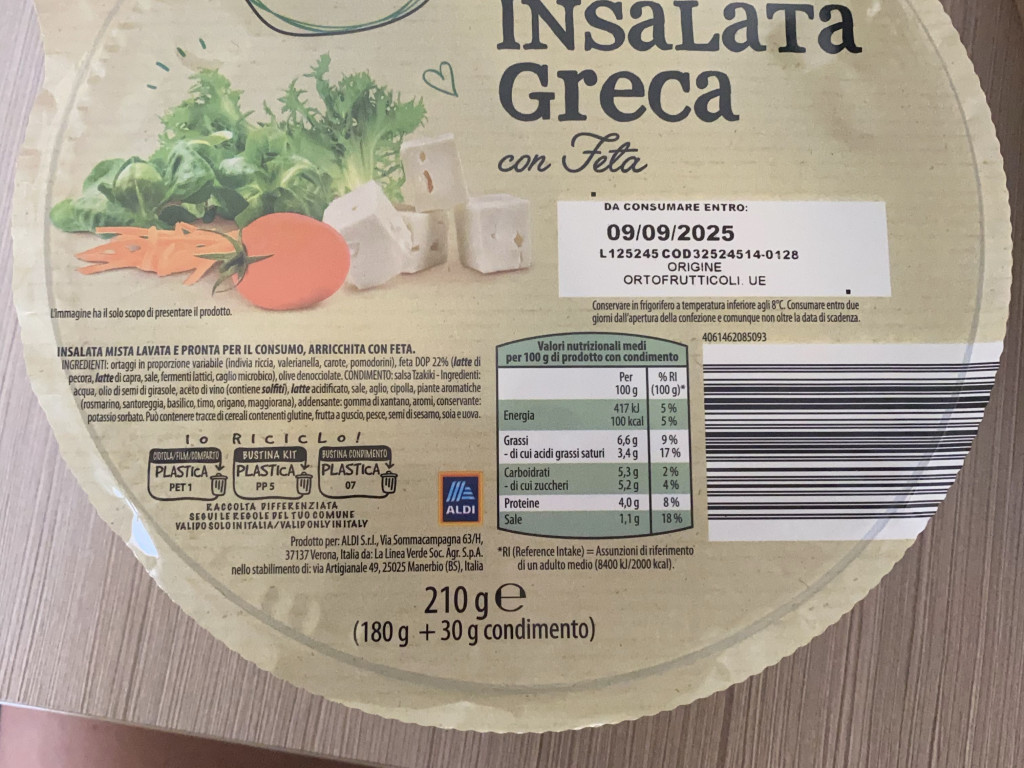 INSALATA
Greca
con Feta
DA CONSUMARE ENTRO:
09/09/2025
L125245 COD32524514-0128
ORIGINE
ORTOFRUTTICOLI. UE
L'immagine ha il solo scopo di presentare il prodotto.
Conservare in frigorifero a temperatura inferiore agli 8°C. Consumare entro due
giorni dall'apertura della confezione e comunque non oltre la data di scadenza.
4061462085093
INSALATA MISTA LAVATA E PRONTA PER IL CONSUMO, ARRICCHITA CON FETA.
INGREDIENTI: ortaggi in proporzione variabile (indivia riccia, valerianella, carote, pomodorini), feta DOP 22% (latte di
pecora, latte di capra, sale, fermenti lattici, caglio microbico), olive denocciolate. CONDIMENTO: salsa Tzakiki - Ingredienti:
acqua, olio di semi di girasole, aceto di vino (contiene solfiti), latte acidificato, sale, aglio, cipolla, piante aromatiche
(rosmarino, santoreggia, basilico, timo, origano, maggiorana), addensante: gomma di xantano, aromi, conservante:
potassio sorbato. Può contenere tracce di cereali contenenti glutine, frutta a guscio, pesce, semi di sesamo, soia e uova.
Valori nutrizionali medi
per 100 g di prodotto con condimento
Per 100 g % RI (100 g)*
Energia 417 kJ 5 %
100 kcal 5 %
Grassi 6,6 g 9 %
- di cui acidi grassi saturi 3,4 g 17 %
Carboidrati 5,3 g 2 %
- di cui zuccheri 5,2 g 4 %
Proteine 4,0 g 8 %
Sale 1,1 g 18 %
*RI (Reference Intake) = Assunzioni di riferimento
di un adulto medio (8400 kJ/2000 kcal).
IO RICICLO!
CIOTOLA/FILM/COMPARTO BUSTINA KIT BUSTINA CONDIMENTO
PLASTICA PLASTICA PLASTICA
PET 1 PP 5 07
RACCOLTA DIFFERENZIATA
SEGUI LE REGOLE DEL TUO COMUNE
VALIDO SOLO IN ITALIA/VALID ONLY IN ITALY
ALDI
Prodotto per: ALDI S.r.l., Via Sommacampagna 63/H,
37137 Verona, Italia da: La Linea Verde Soc. Agr. S.p.A.
nello stabilimento di: via Artigianale 49, 25025 Manerbio (BS), Italia
210 g e
(180 g + 30 g condimento)